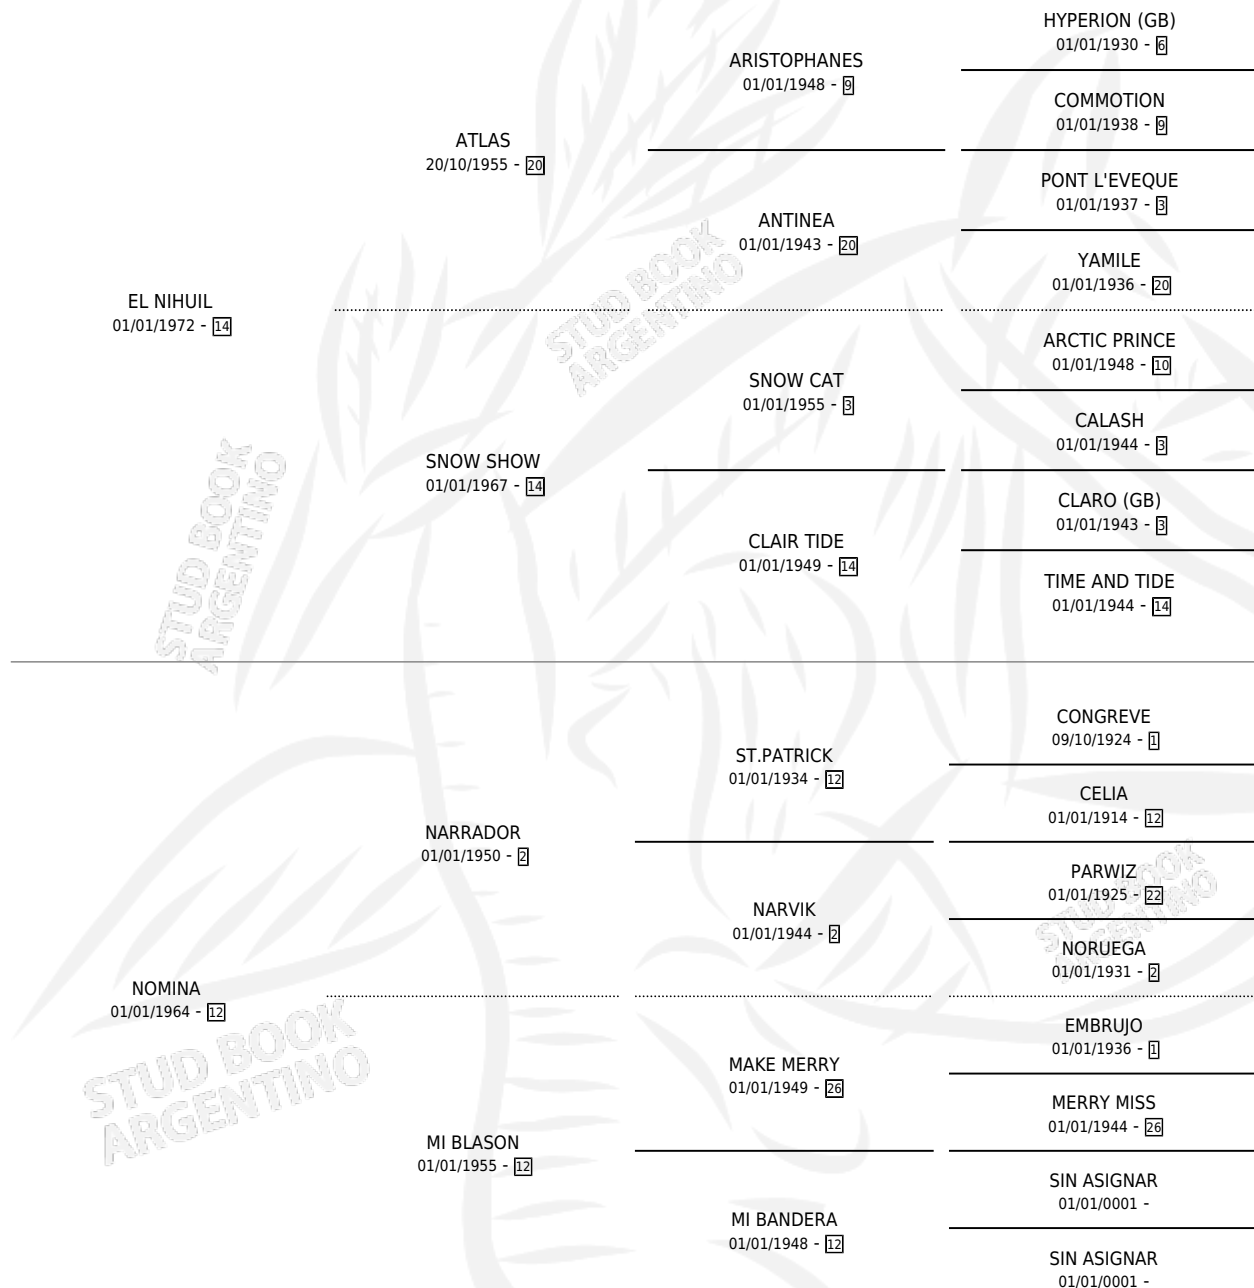 HYPERION (GB)
01/01/1930 - 6
ARISTOPHANES
01/01/1948 - 9
COMMOTION
01/01/1938 - 9
ATLAS
20/10/1955 - 20
PONT L'EVEQUE
01/01/1937 - 3
ANTINEA
01/01/1943 - 20
YAMILE
01/01/1936 - 20
EL NIHUIL
01/01/1972 - 14
ARCTIC PRINCE
01/01/1948 - 10
SNOW CAT
01/01/1955 - 3
CALASH
01/01/1944 - 3
SNOW SHOW
01/01/1967 - 14
CLARO (GB)
01/01/1943 - 3
CLAIR TIDE
01/01/1949 - 14
TIME AND TIDE
01/01/1944 - 14
CONGREVE
09/10/1924 - 1
ST.PATRICK
01/01/1934 - 12
CELIA
01/01/1914 - 12
NARRADOR
01/01/1950 - 2
PARWIZ
01/01/1925 - 22
NARVIK
01/01/1944 - 2
NORUEGA
01/01/1931 - 2
NOMINA
01/01/1964 - 12
EMBRUJO
01/01/1936 - 1
MAKE MERRY
01/01/1949 - 26
MERRY MISS
01/01/1944 - 26
MI BLASON
01/01/1955 - 12
SIN ASIGNAR
01/01/0001 -
MI BANDERA
01/01/1948 - 12
SIN ASIGNAR
01/01/0001 -
STUD BOOK
ARGENTINO
STUD BOOK
ARGENTINO
STUD BOOK
ARGENTINO
STUD BOOK
ARGENTINO